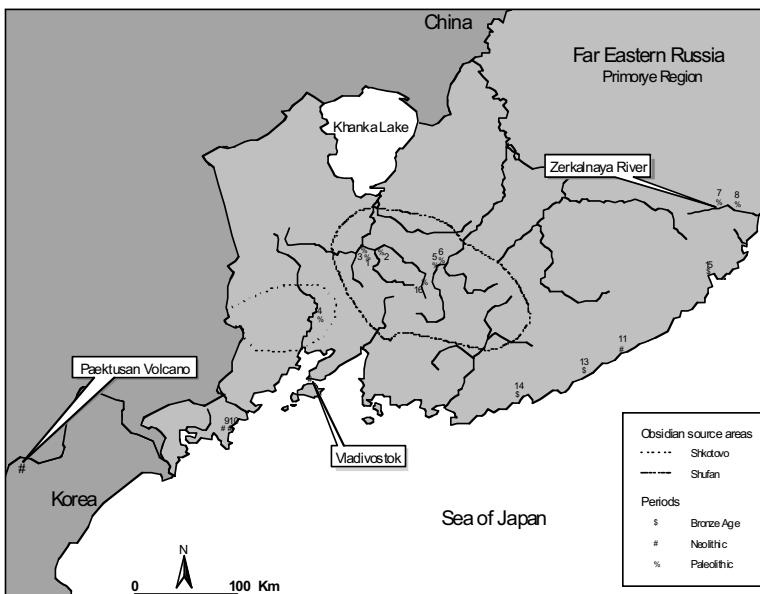 China
Far Eastern Russia
Primorye Region
Khanka Lake
Zerkalnaya River
7
8
%
%
3
1
2
5
6
%
%
16
%
4
%
15
11
#
13
$
14
$
Paektusan Volcano
9 10
# #
#
Vladivostok
Korea
Sea of Japan
N
0 100 Km
Obsidian source areas
Shkotovo
Shufan
Periods
$ Bronze Age
# Neolithic
% Paleolithic